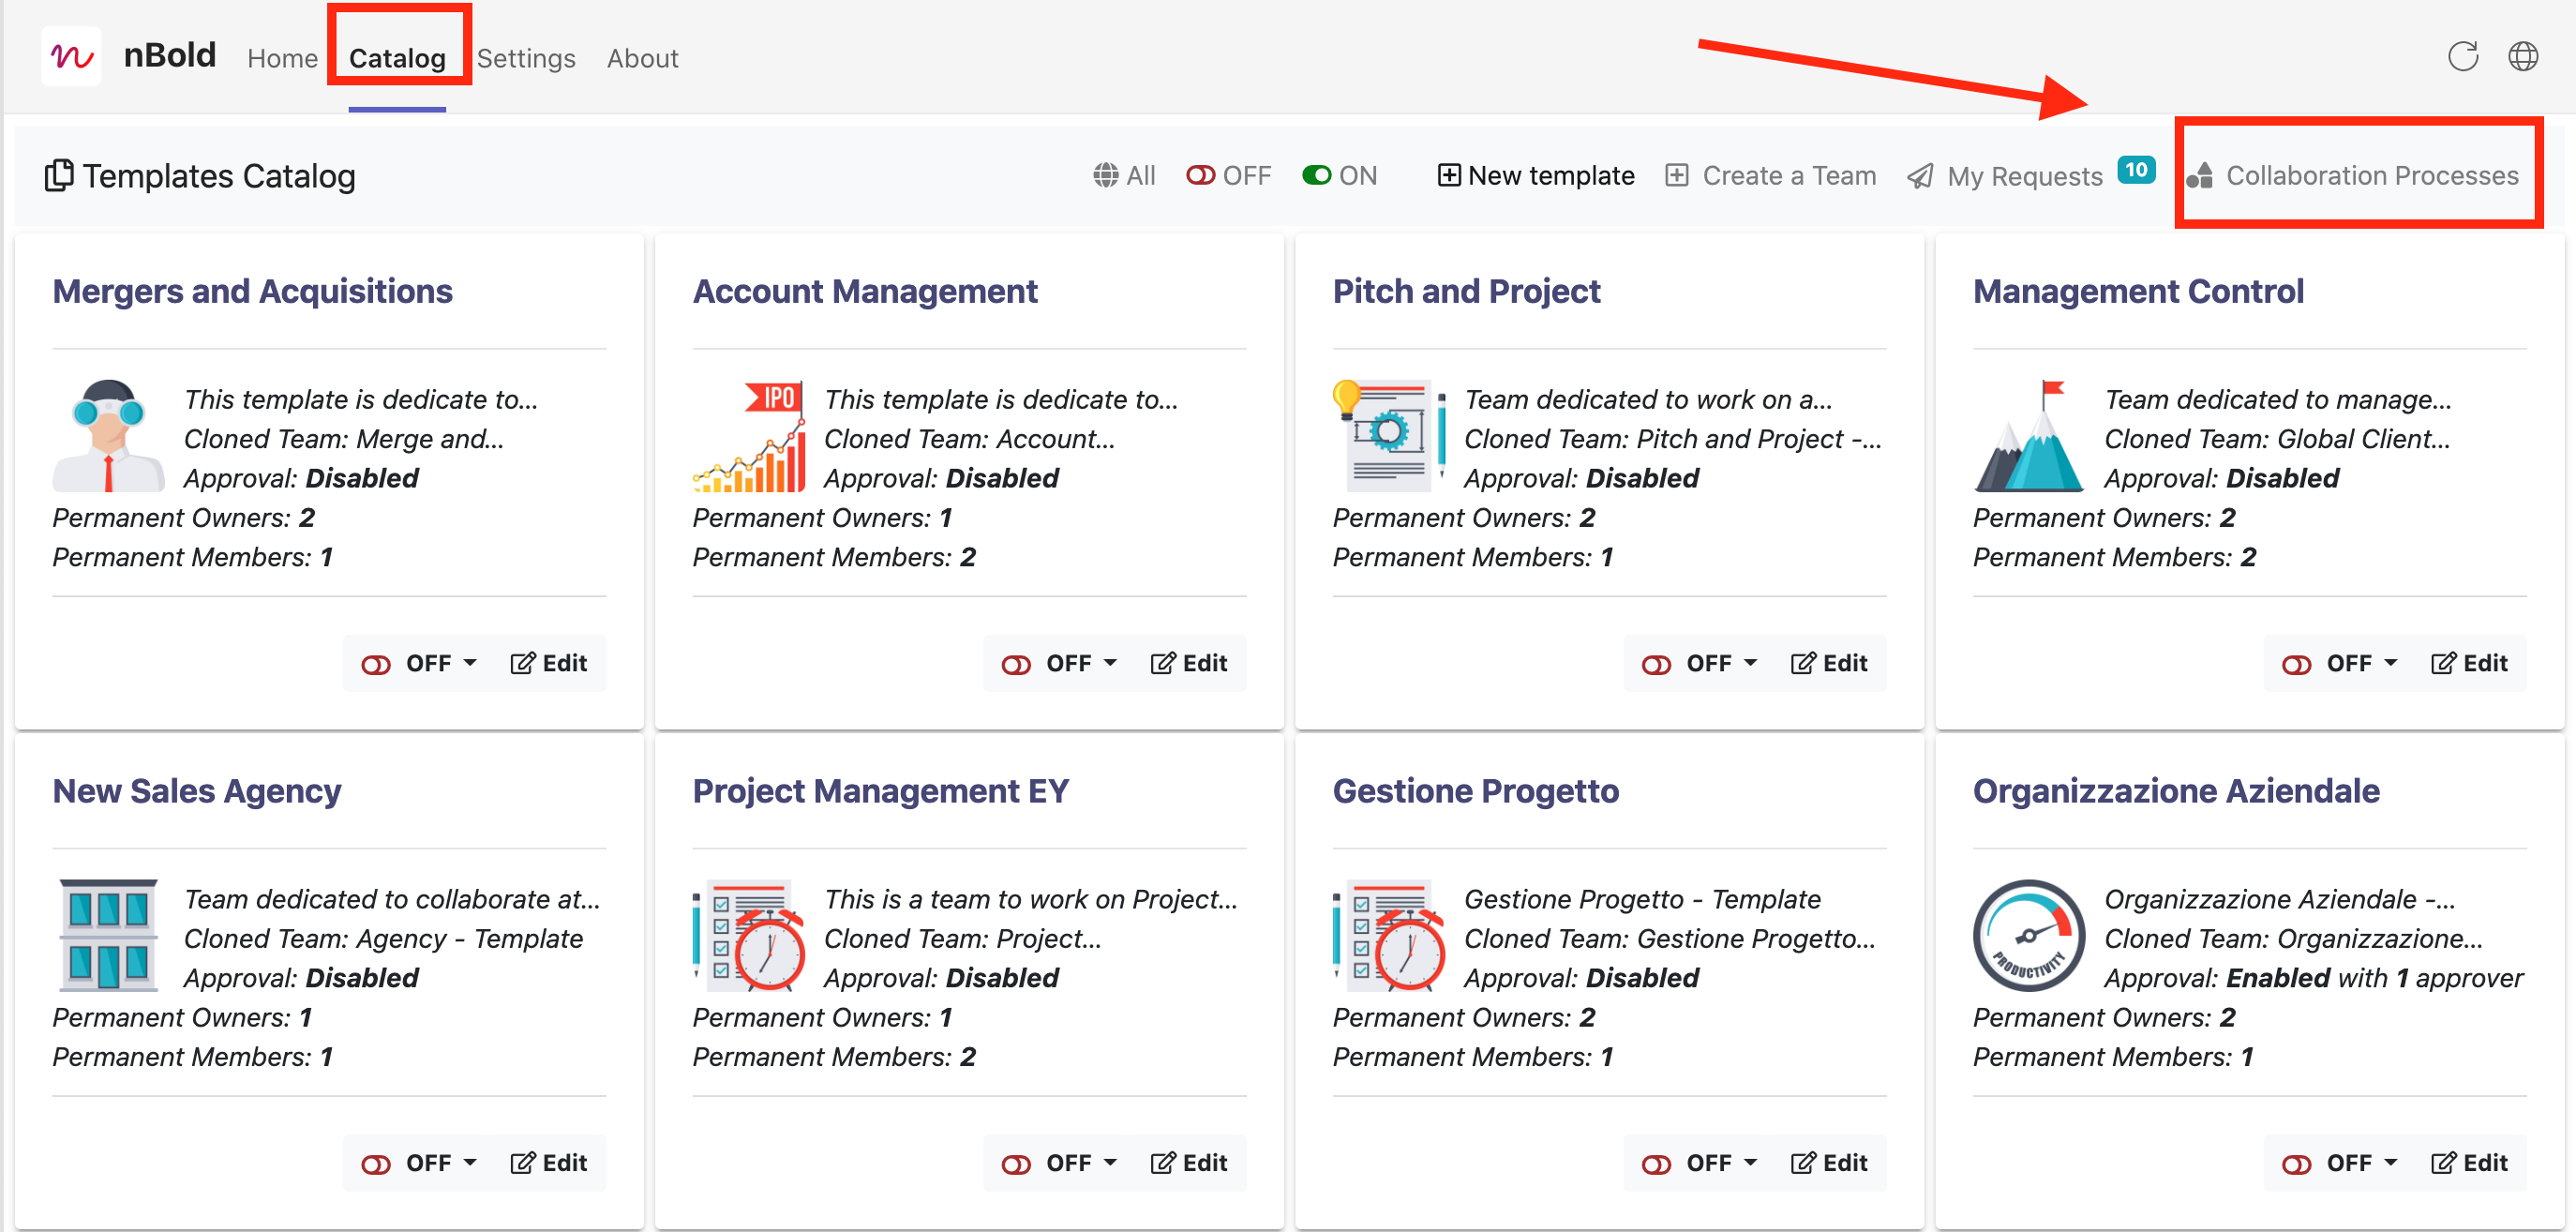 nBold Home Catalog Settings About
Templates Catalog All OFF ON New template Create a Team My Requests 10 Collaboration Processes
Mergers and Acquisitions
This template is dedicate to...
Cloned Team: Merge and...
Approval: Disabled
Permanent Owners: 2
Permanent Members: 1
OFF Edit
Account Management
IPO
This template is dedicate to...
Cloned Team: Account...
Approval: Disabled
Permanent Owners: 1
Permanent Members: 2
OFF Edit
Pitch and Project
Team dedicated to work on a...
Cloned Team: Pitch and Project -...
Approval: Disabled
Permanent Owners: 2
Permanent Members: 1
OFF Edit
Management Control
Team dedicated to manage...
Cloned Team: Global Client...
Approval: Disabled
Permanent Owners: 2
Permanent Members: 2
OFF Edit
New Sales Agency
Team dedicated to collaborate at...
Cloned Team: Agency - Template
Approval: Disabled
Permanent Owners: 1
Permanent Members: 1
OFF Edit
Project Management EY
This is a team to work on Project...
Cloned Team: Project...
Approval: Disabled
Permanent Owners: 1
Permanent Members: 2
OFF Edit
Gestione Progetto
Gestione Progetto - Template
Cloned Team: Gestione Progetto...
Approval: Disabled
Permanent Owners: 2
Permanent Members: 1
OFF Edit
Organizzazione Aziendale
PRODUCTIVITY
Organizzazione Aziendale -...
Cloned Team: Organizzazione...
Approval: Enabled with 1 approver
Permanent Owners: 2
Permanent Members: 1
OFF Edit